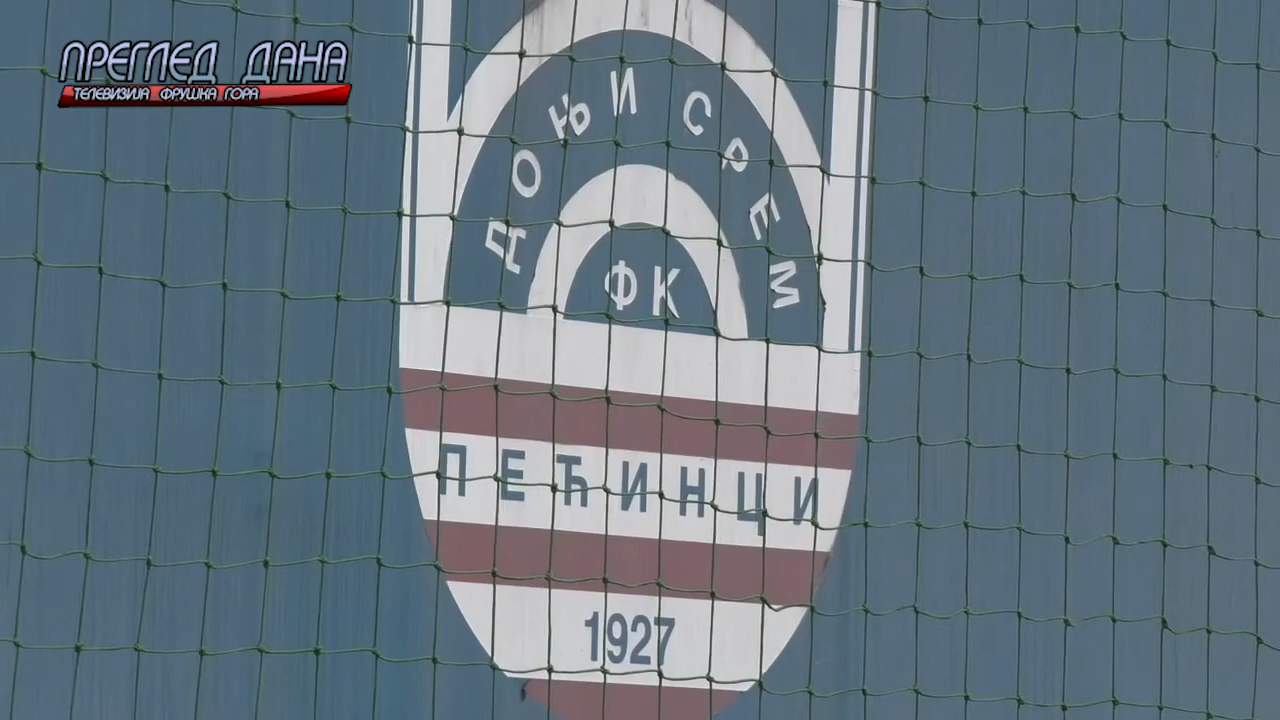 ПРЕГЛЕД ДАНА
ТЕЛЕВИЗИЈА ФРУШКА ГОРА
ДОЊИ СРЕМ
ФК
ПЕЋИНЦИ
1927